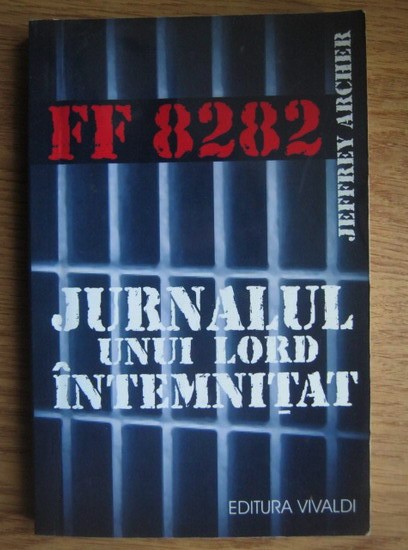 FF 8282
JEFFREY ARCHER
JURNALUL
UNUI LORD
ÎNTEMNIȚAT
EDITURA VIVALDI